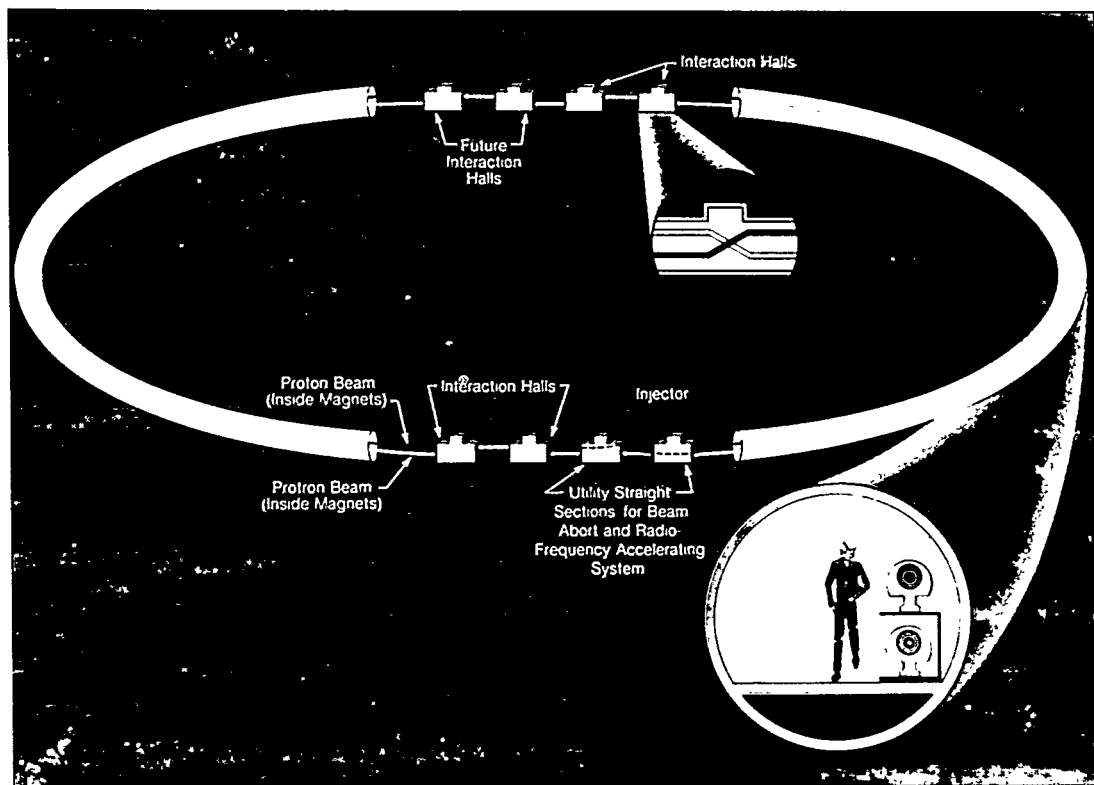 Interaction Halls
Future
Interaction
Halls
Proton Beam
(Inside Magnets)
Interaction Halls
Injector
Protron Beam
(Inside Magnets)
Utility Straight
Sections for Beam
Abort and Radio-
Frequency Accelerating
System